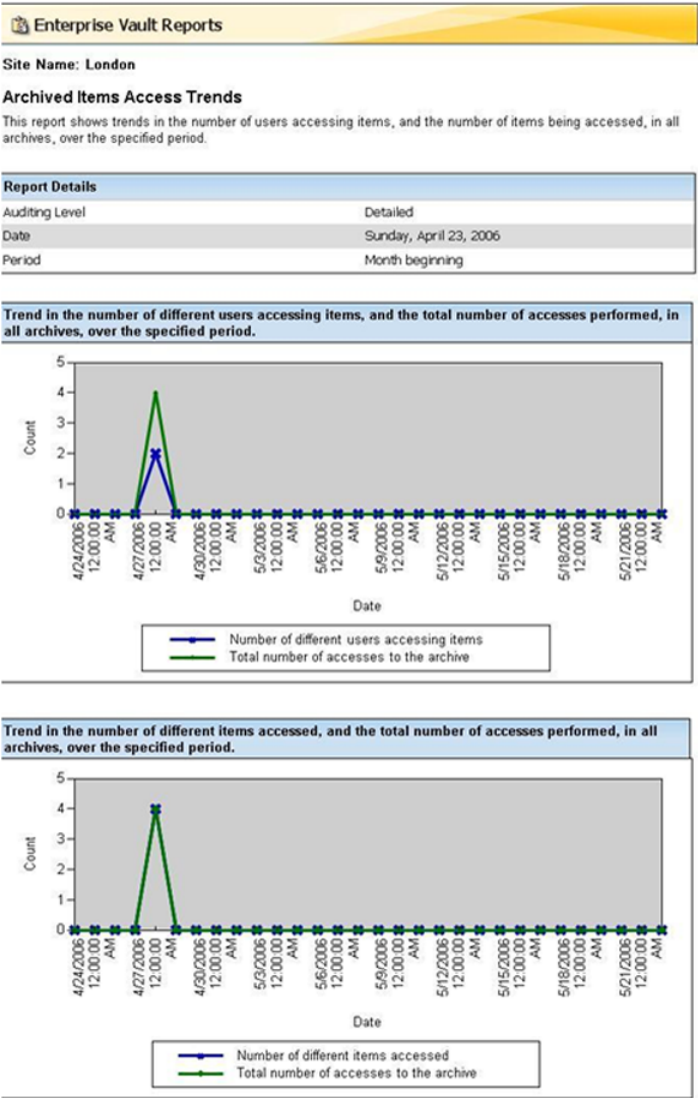 Enterprise Vault Reports
Site Name: London
Archived Items Access Trends
This report shows trends in the number of users accessing items, and the number of items being accessed, in all
archives, over the specified period.
Report Details
Auditing Level Detailed
Date Sunday, April 23, 2006
Period Month beginning
Trend in the number of different users accessing items, and the total number of accesses performed, in
all archives, over the specified period.
5
4
3
2
1
0
Count
4/24/2006 12:00:00 AM
4/27/2006 12:00:00 AM
4/30/2006 12:00:00 AM
5/3/2006 12:00:00 AM
5/6/2006 12:00:00 AM
5/9/2006 12:00:00 AM
5/12/2006 12:00:00 AM
5/15/2006 12:00:00 AM
5/18/2006 12:00:00 AM
5/21/2006 12:00:00 AM
Date
Number of different users accessing items
Total number of accesses to the archive
Trend in the number of different items accessed, and the total number of accesses performed, in all
archives, over the specified period.
5
4
3
2
1
0
Count
4/24/2006 12:00:00 AM
4/27/2006 12:00:00 AM
4/30/2006 12:00:00 AM
5/3/2006 12:00:00 AM
5/6/2006 12:00:00 AM
5/9/2006 12:00:00 AM
5/12/2006 12:00:00 AM
5/15/2006 12:00:00 AM
5/18/2006 12:00:00 AM
5/21/2006 12:00:00 AM
Date
Number of different items accessed
Total number of accesses to the archive